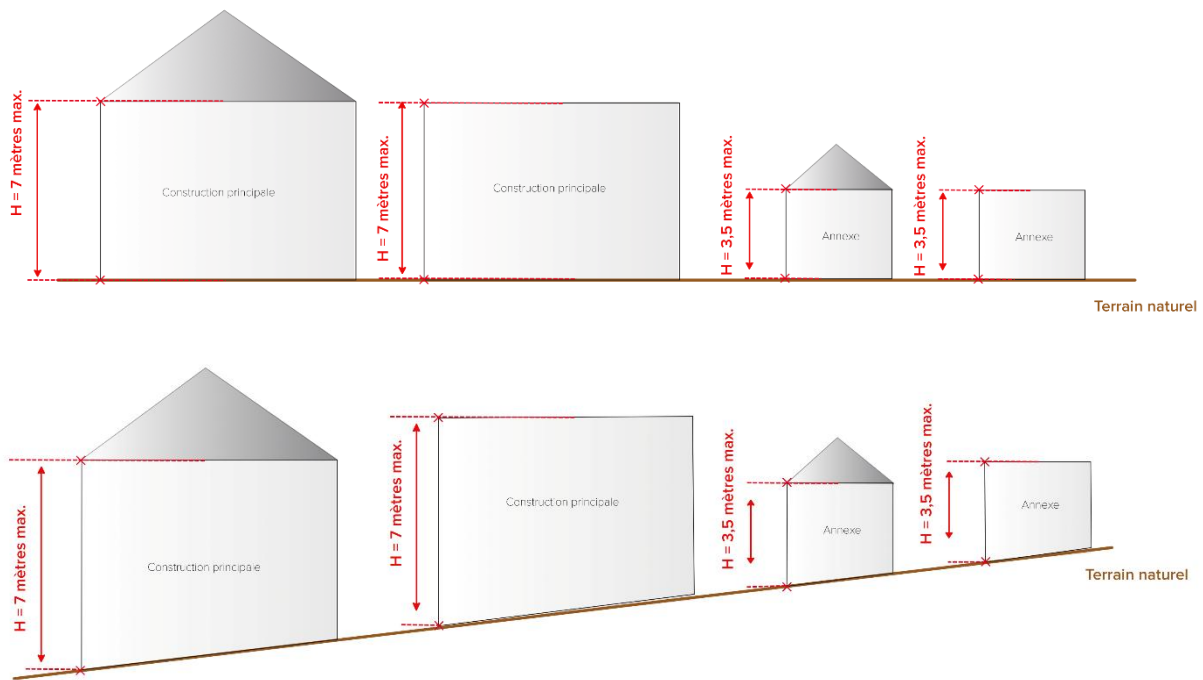 H = 7 mètres max.
Construction principale
H = 7 mètres max.
Construction principale
H = 3,5 mètres max.
Annexe
H = 3,5 mètres max.
Annexe
Terrain naturel
H = 7 mètres max.
Construction principale
H = 7 mètres max.
Construction principale
H = 3,5 mètres max.
Annexe
H = 3,5 mètres max.
Annexe
Terrain naturel